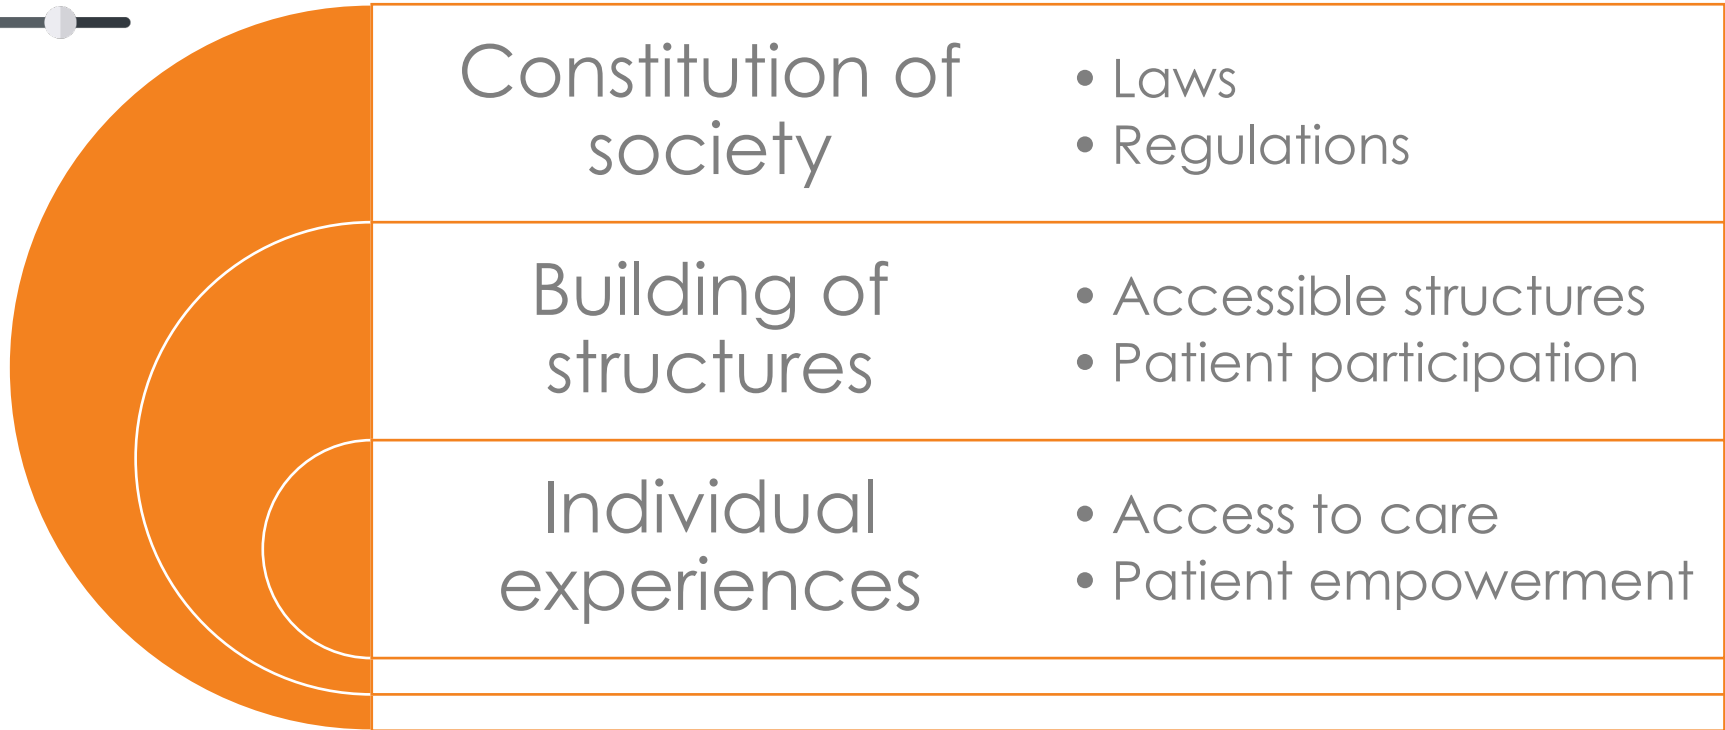 Constitution of
society
• Laws
• Regulations
Building of
structures
• Accessible structures
• Patient participation
Individual
experiences
• Access to care
• Patient empowerment